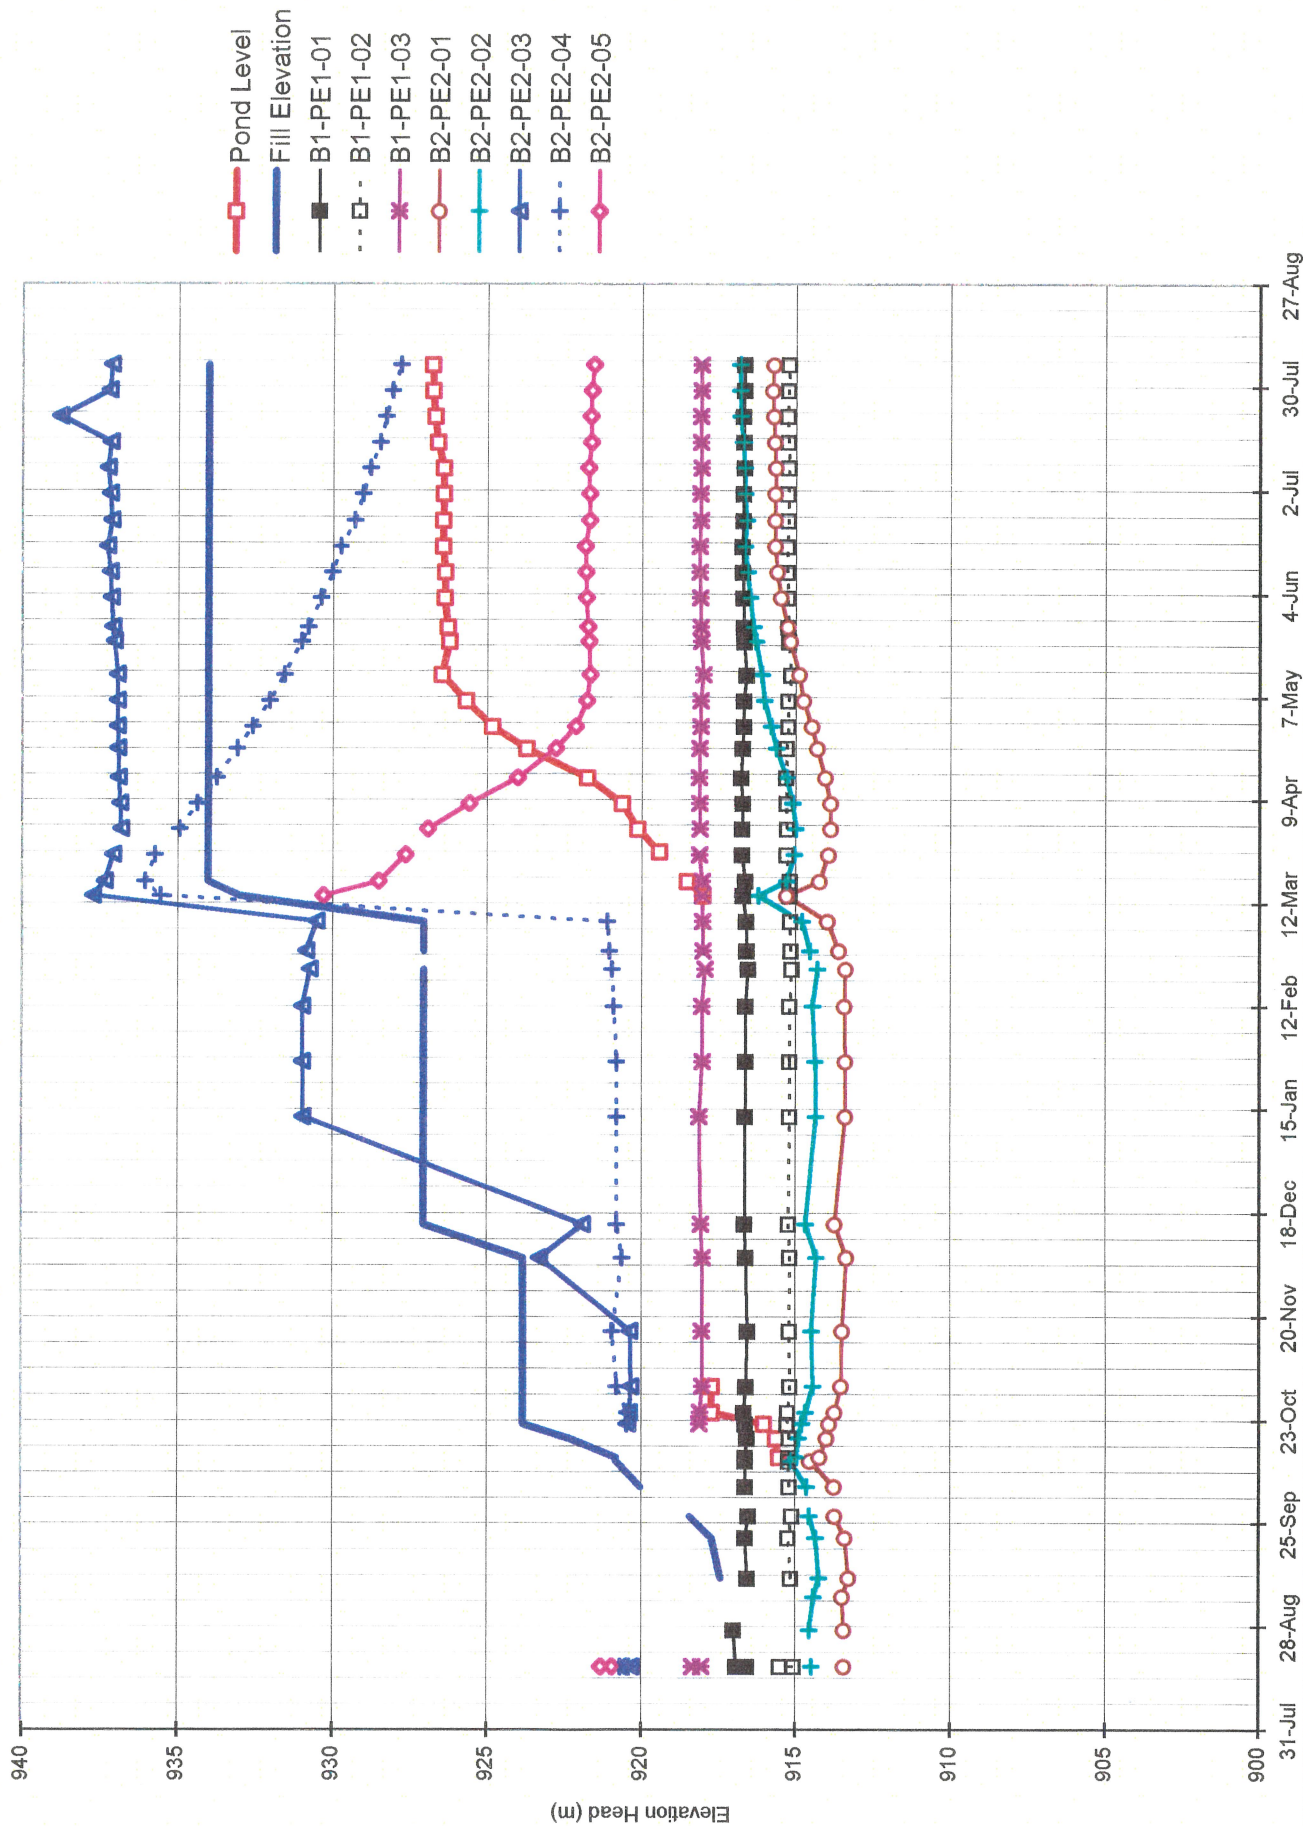 Pond Level
Fill Elevation
B1-PE1-01
B1-PE1-02
B1-PE1-03
B2-PE2-01
B2-PE2-02
B2-PE2-03
B2-PE2-04
B2-PE2-05
Elevation Head (m)
940
935
930
925
920
915
910
905
900
31-Jul
28-Aug
25-Sep
23-Oct
20-Nov
18-Dec
15-Jan
12-Feb
12-Mar
9-Apr
7-May
4-Jun
2-Jul
30-Jul
27-Aug